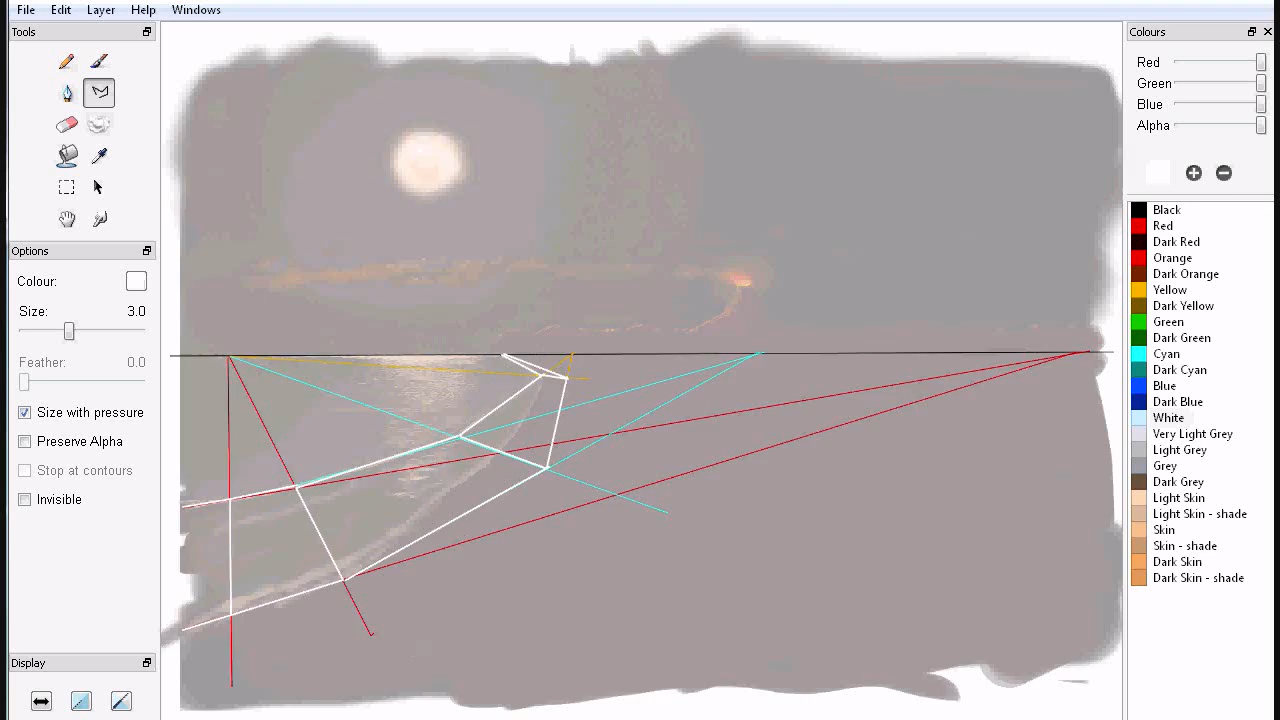 File Edit Layer Help Windows
Tools
Options
Colour:
Size: 3.0
Feather: 0.0
Size with pressure
Preserve Alpha
Stop at contours
Invisible
Display
Colours
Red
Green
Blue
Alpha
Black
Red
Dark Red
Orange
Dark Orange
Yellow
Dark Yellow
Green
Dark Green
Cyan
Dark Cyan
Blue
Dark Blue
White
Very Light Grey
Light Grey
Grey
Dark Grey
Light Skin
Light Skin - shade
Skin
Skin - shade
Dark Skin
Dark Skin - shade